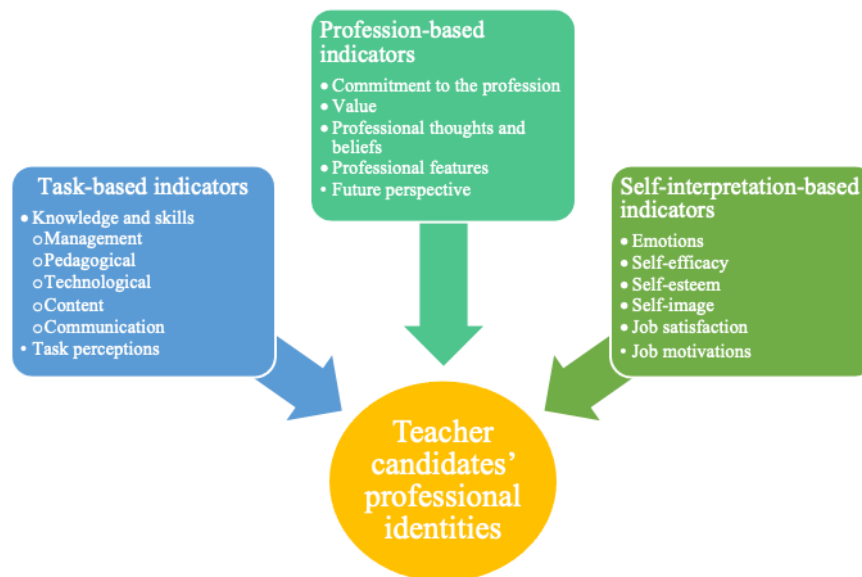 Profession-based
indicators
• Commitment to the profession
• Value
• Professional thoughts and
beliefs
• Professional features
• Future perspective
Task-based indicators
• Knowledge and skills
o Management
o Pedagogical
o Technological
o Content
o Communication
• Task perceptions
Self-interpretation-based
indicators
• Emotions
• Self-efficacy
• Self-esteem
• Self-image
• Job satisfaction
• Job motivations
Teacher
candidates’
professional
identities